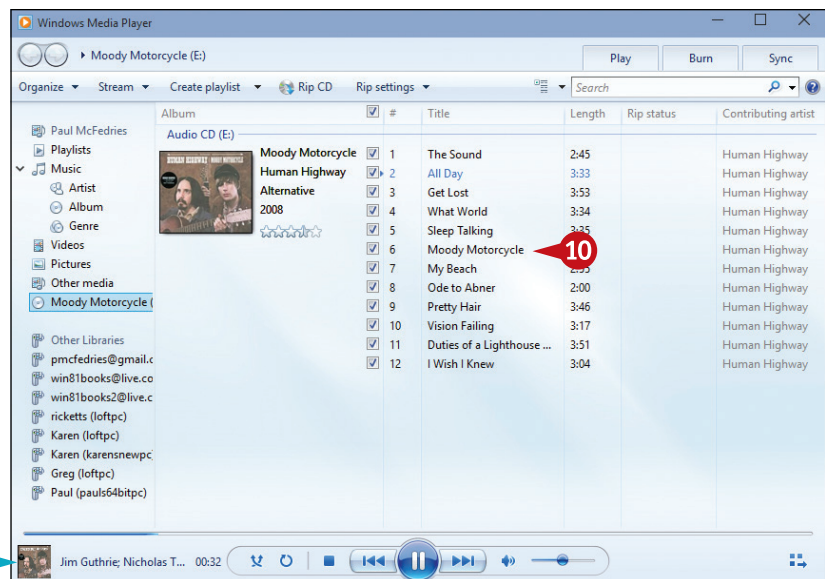 Windows Media Player
Moody Motorcycle (E:)
Play Burn Sync
Organize Stream Create playlist Rip CD Rip settings Search
Album # Title Length Rip status Contributing artist
Audio CD (E:)
Paul McFedries
Playlists
Music
Artist
Album
Genre
Videos
Pictures
Other media
Moody Motorcycle (
Other Libraries
pmcfedries@gmail.c
win81books@live.co
win81books2@live.c
ricketts (loftpc)
Karen (loftpc)
Karen (karensnewpc
Greg (loftpc)
Paul (pauls64bitpc)
HUMAN HIGHWAY MOODY MOTORCYCLE
Moody Motorcycle
Human Highway
Alternative
2008
1 The Sound 2:45 Human Highway
2 All Day 3:33 Human Highway
3 Get Lost 3:53 Human Highway
4 What World 3:34 Human Highway
5 Sleep Talking 3:35 Human Highway
6 Moody Motorcycle 10 Human Highway
7 My Beach Human Highway
8 Ode to Abner 2:00 Human Highway
9 Pretty Hair 3:46 Human Highway
10 Vision Failing 3:17 Human Highway
11 Duties of a Lighthouse ... 3:51 Human Highway
12 I Wish I Knew 3:04 Human Highway
Jim Guthrie; Nicholas T... 00:32